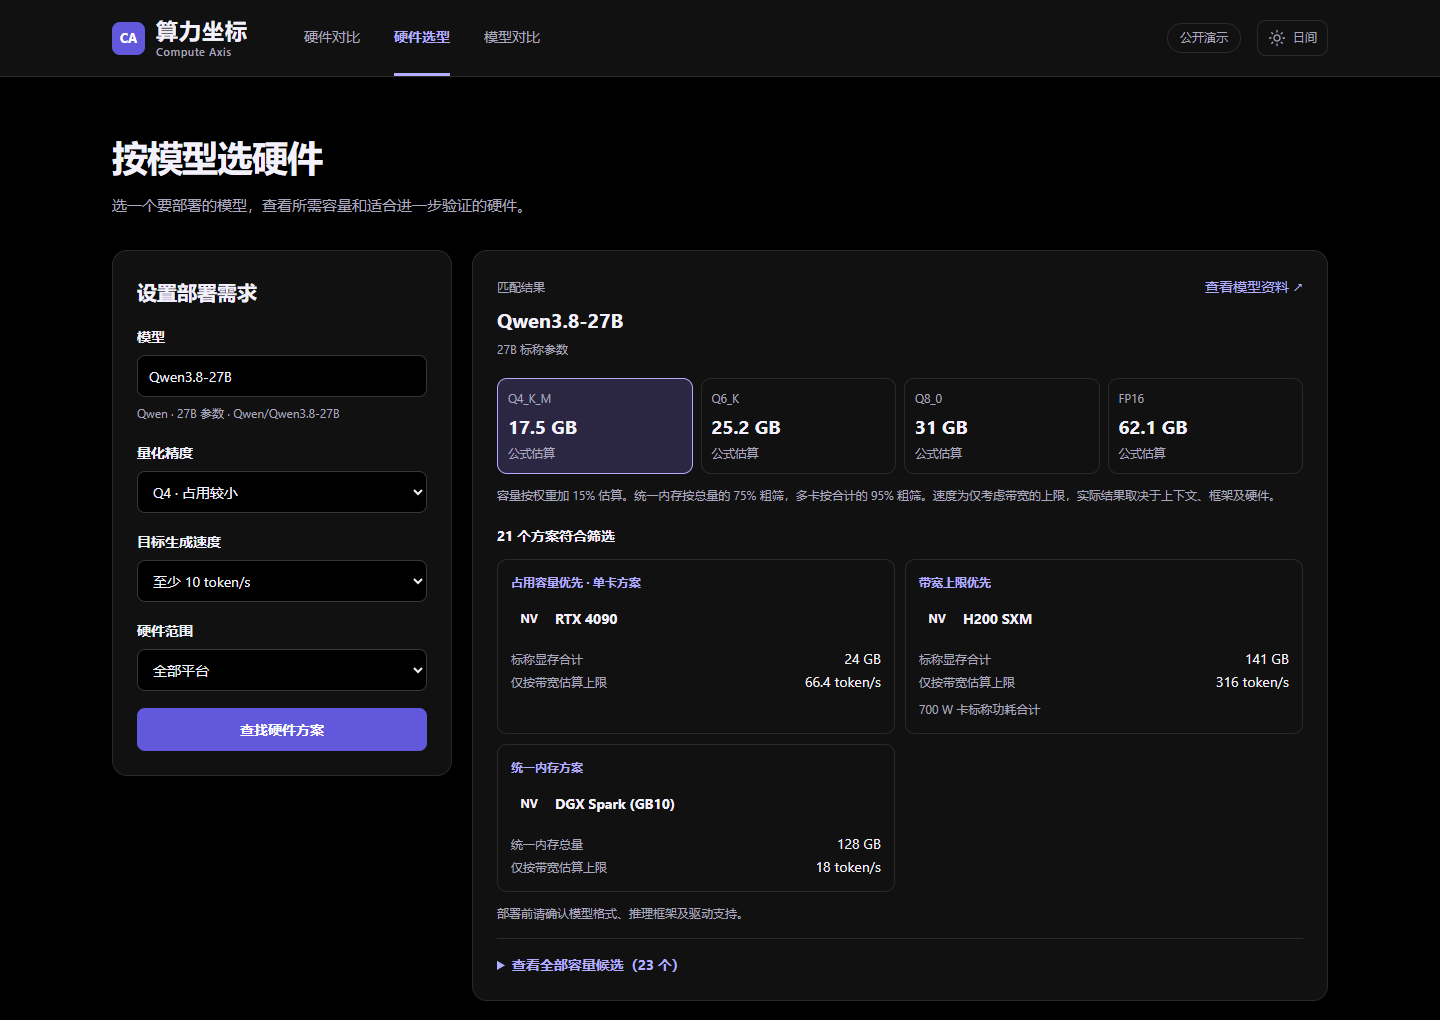 CA
算力坐标
Compute Axis
硬件对比
硬件选型
模型对比
公开演示
日间
按模型选硬件
选一个要部署的模型，查看所需容量和适合进一步验证的硬件。
设置部署需求
模型
Qwen3.8-27B
Qwen · 27B 参数 · Qwen/Qwen3.8-27B
量化精度
Q4 · 占用较小
目标生成速度
至少 10 token/s
硬件范围
全部平台
查找硬件方案
匹配结果
查看模型资料 ↗
Qwen3.8-27B
27B 标称参数
Q4_K_M
17.5 GB
公式估算
Q6_K
25.2 GB
公式估算
Q8_0
31 GB
公式估算
FP16
62.1 GB
公式估算
容量按权重加 15% 估算。统一内存按总量的 75% 粗筛，多卡按合计的 95% 粗筛。速度为仅考虑带宽的上限，实际结果取决于上下文、框架及硬件。
21 个方案符合筛选
占用容量优先 · 单卡方案
NV RTX 4090
标称显存合计 24 GB
仅按带宽估算上限 66.4 token/s
带宽上限优先
NV H200 SXM
标称显存合计 141 GB
仅按带宽估算上限 316 token/s
700 W 卡标称功耗合计
统一内存方案
NV DGX Spark (GB10)
统一内存总量 128 GB
仅按带宽估算上限 18 token/s
部署前请确认模型格式、推理框架及驱动支持。
▶ 查看全部容量候选（23 个）